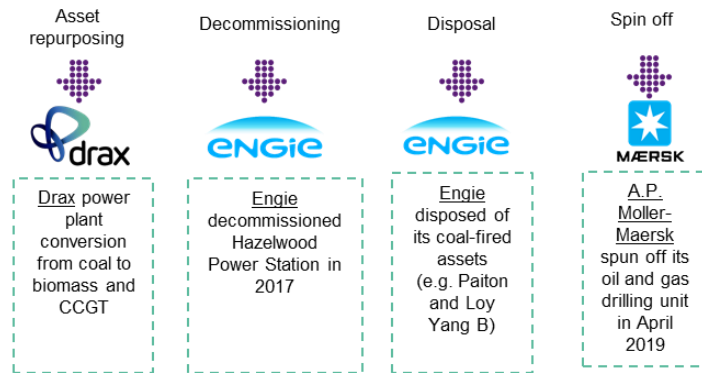 Asset
repurposing
Decommissioning
Disposal
Spin off
drax
ENGIE
ENGIE
MÆRSK
Drax power
plant
conversion
from coal to
biomass and
CCGT
Engie
decommissioned
Hazelwood
Power Station in
2017
Engie
disposed of
its coal-fired
assets
(e.g. Paiton
and Loy
Yang B)
A.P.
Moller-
Maersk
spun off its
oil and gas
drilling unit
in April
2019